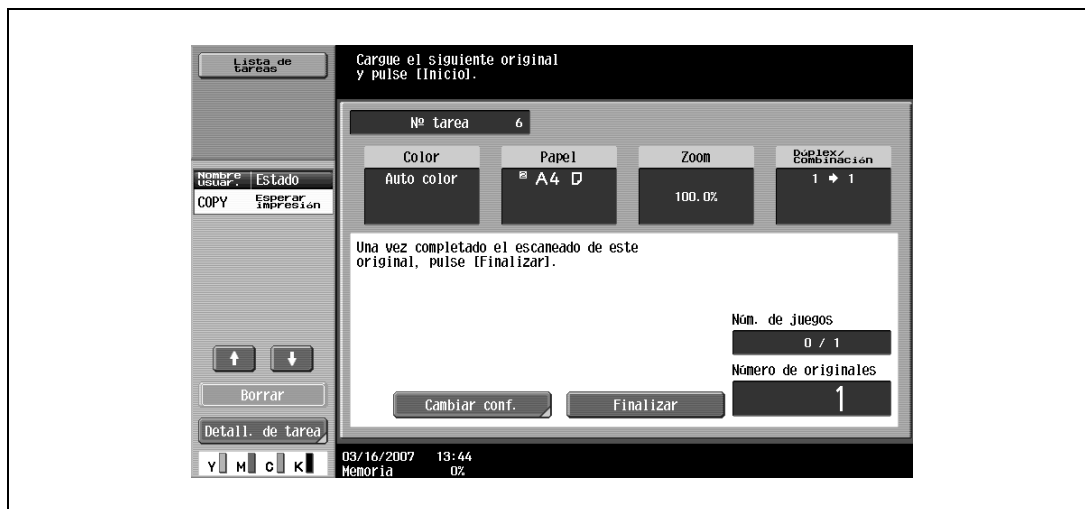 Lista de
tareas
Cargue el siguiente original
y pulse [Inicio].
Nº tarea 6
Color
Auto color
Papel
2 A4
Zoom
100.0%
Dúplex/
Combinación
1 → 1
Nombre
usuar.
Estado
COPY
Esperar
impresión
Una vez completado el escaneado de este
original, pulse [Finalizar].
Núm. de juegos
0 / 1
Número de originales
1
Borrar
Detall. de tarea
Cambiar conf.
Finalizar
Y M C K
03/16/2007 13:44
Memoria 0%